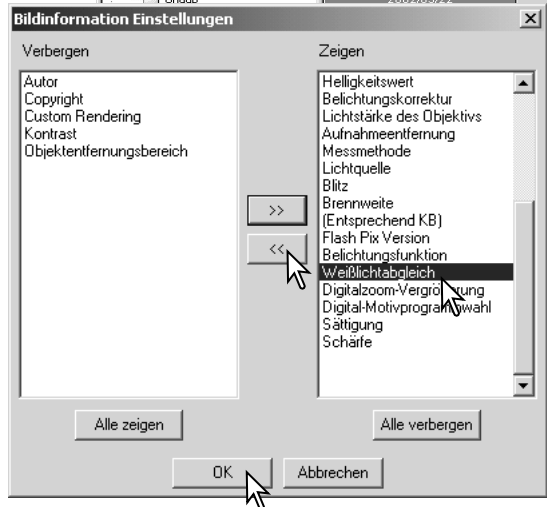 Bildinformation Einstellungen
Verbergen
Autor
Copyright
Custom Rendering
Kontrast
Objektentfernungsbereich
>>
<<
Zeigen
Helligkeitswert
Belichtungskorrektur
Lichtstärke des Objektivs
Aufnahmeentfernung
Messmethode
Lichtquelle
Blitz
Brennweite
(Entsprechend KB)
Flash Pix Version
Belichtungsfunktion
Weißlichtabgleich
Digitalzoom-Vergrößerung
Digital-Motivprogrammwahl
Sättigung
Schärfe
Alle zeigen
Alle verbergen
OK
Abbrechen